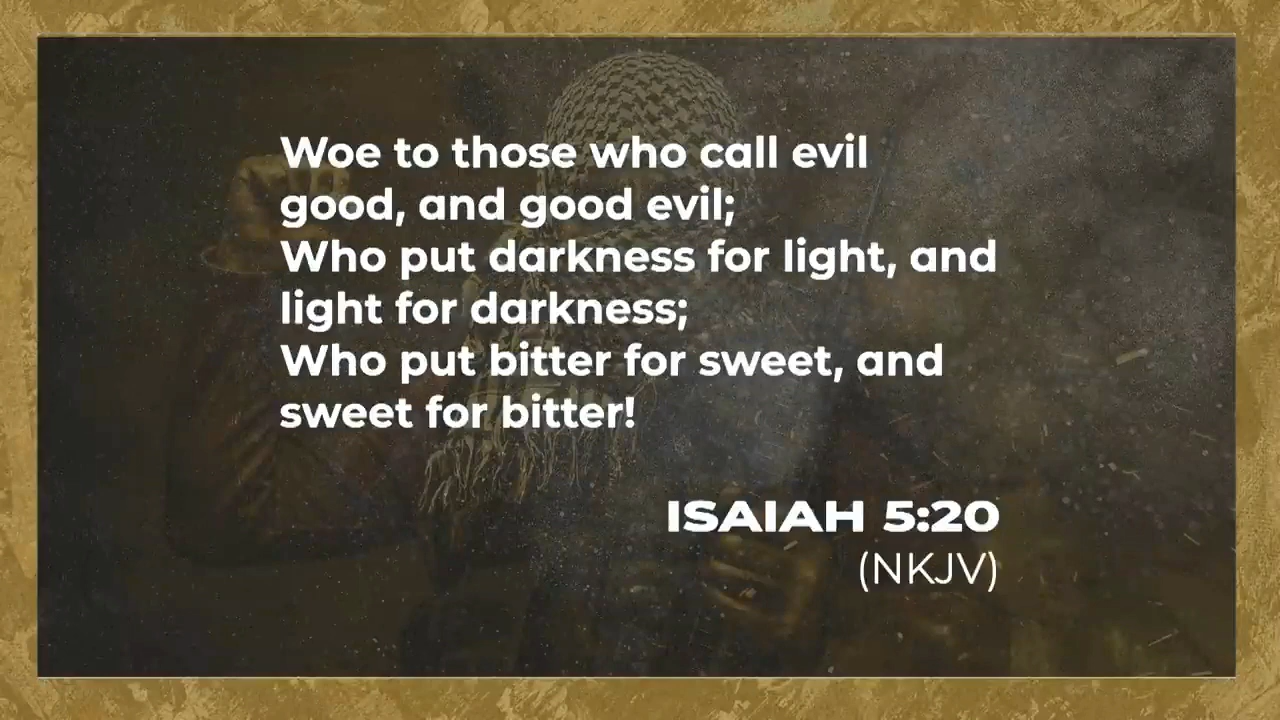 Woe to those who call evil
good, and good evil;
Who put darkness for light, and
light for darkness;
Who put bitter for sweet, and
sweet for bitter!
ISAIAH 5:20
(NKJV)